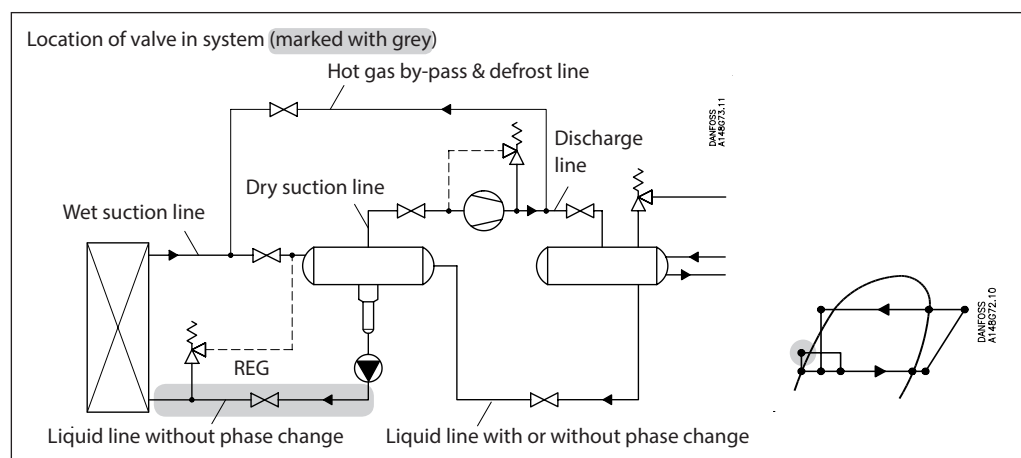 Location of valve in system (marked with grey)
Hot gas by-pass & defrost line
DANFOSS
A14BG73.11
Discharge
line
Dry suction line
Wet suction line
REG
DANFOSS
A14BG72.10
Liquid line without phase change
Liquid line with or without phase change